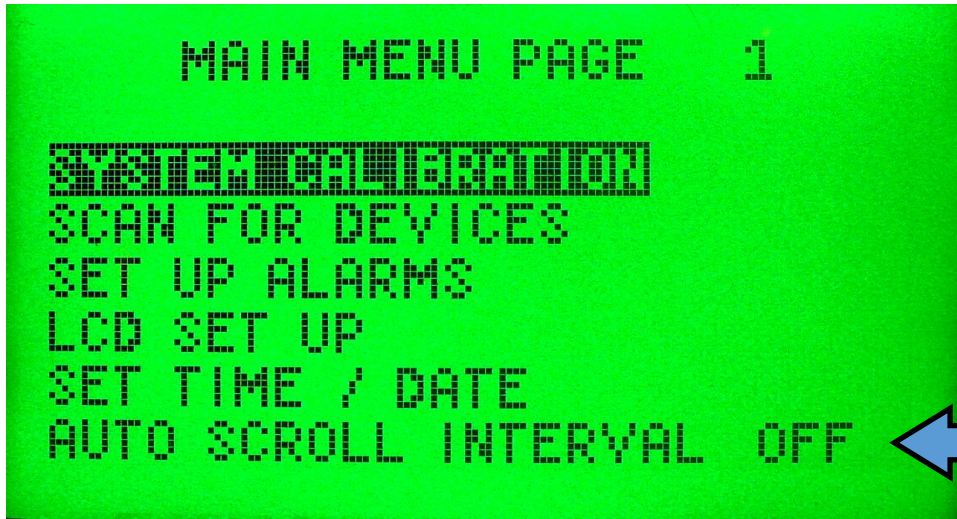 MAIN MENU PAGE 1
SYSTEM CALIBRATION
SCAN FOR DEVICES
SET UP ALARMS
LCD SET UP
SET TIME / DATE
AUTO SCROLL INTERVAL OFF